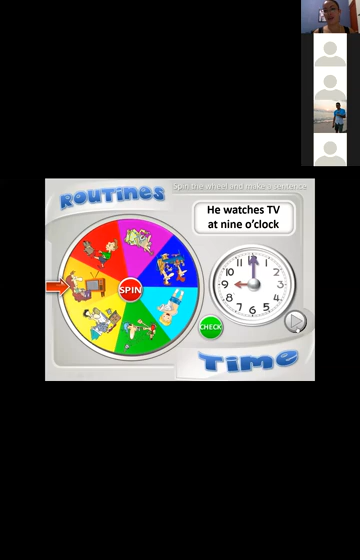 ROUTINES
Spin the wheel and make a sentence
He watches TV
at nine o'clock
SPIN
CHECK
12
11
1
10
2
9
3
8
4
7
5
6
TIME